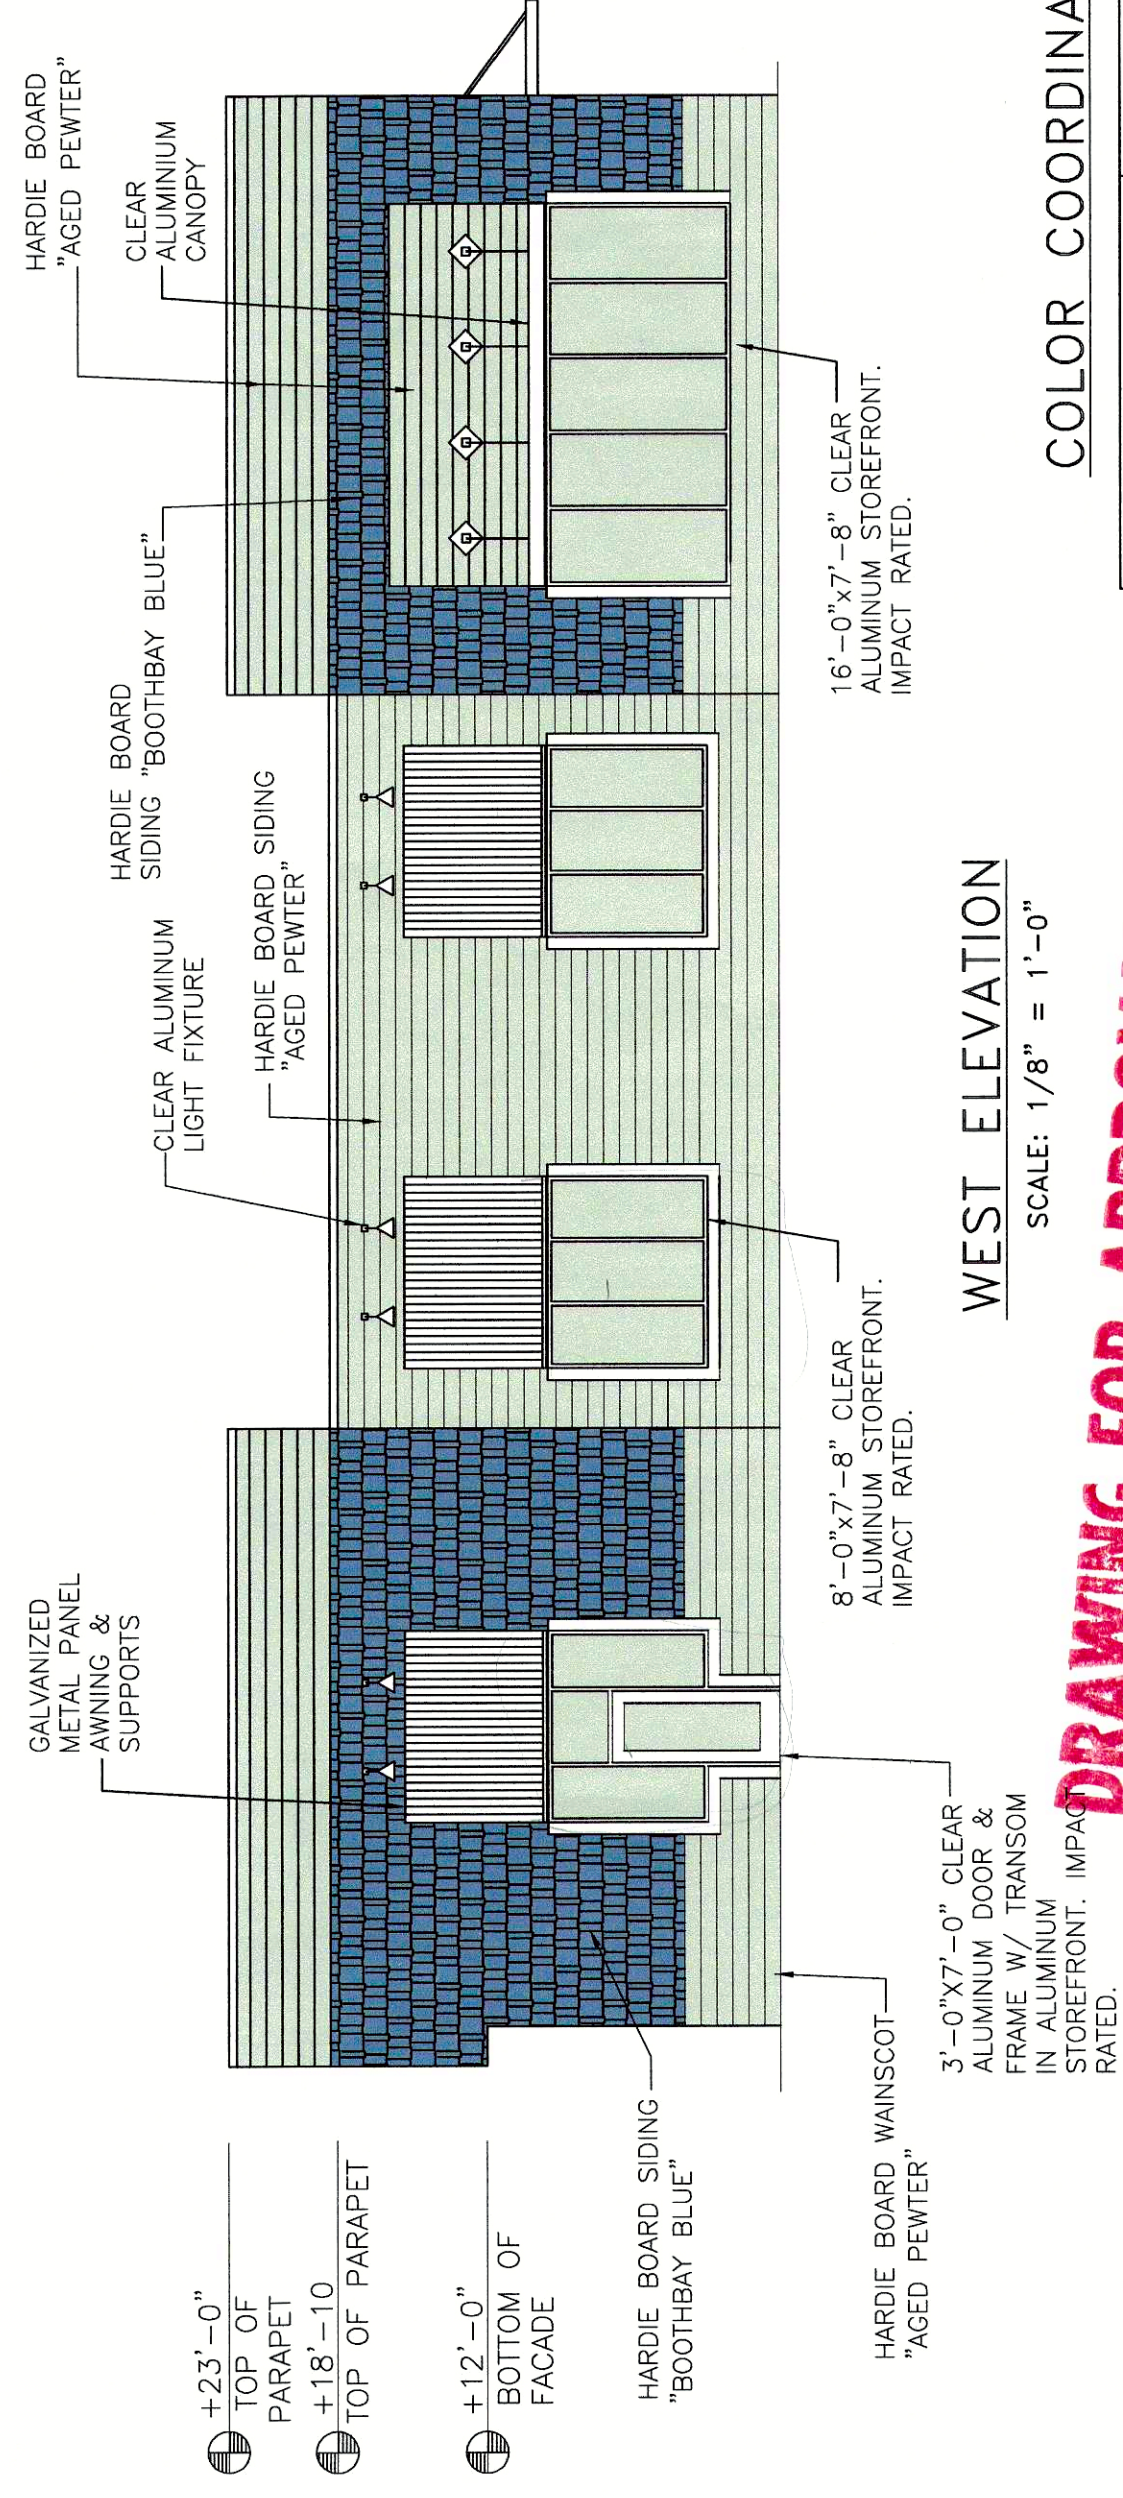 HARDIE BOARD
"AGED PEWTER"
CLEAR
ALUMINIUM
CANOPY
HARDIE BOARD
SIDING "BOOTHBAY BLUE"
CLEAR ALUMINUM
LIGHT FIXTURE
HARDIE BOARD SIDING
"AGED PEWTER"
GALVANIZED
METAL PANEL
AWNING &
SUPPORTS
+23'-0"
TOP OF
PARAPET
+18'-10
TOP OF PARAPET
+12'-0"
BOTTOM OF
FACADE
HARDIE BOARD SIDING
"BOOTHBAY BLUE"
HARDIE BOARD WAINSCOT
"AGED PEWTER"
3'-0"X7'-0" CLEAR
ALUMINUM DOOR &
FRAME W/ TRANSOM
IN ALUMINUM
STOREFRONT. IMPACT
RATED.
8'-0"x7'-8" CLEAR
ALUMINUM STOREFRONT.
IMPACT RATED.
16'-0"x7'-8" CLEAR
ALUMINUM STOREFRONT.
IMPACT RATED.
WEST ELEVATION
SCALE: 1/8" = 1'-0"
COLOR COORDINA
DRAWING FOR